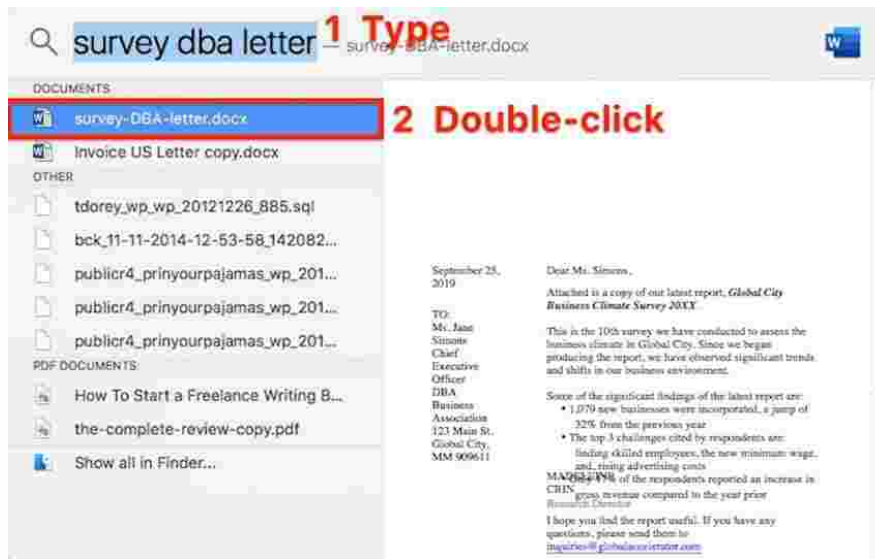 survey dba letter — survey-DBA-letter.docx
1 Type
DOCUMENTS
survey-DBA-letter.docx
2 Double-click
Invoice US Letter copy.docx
OTHER
tdorey_wp_wp_20121226_885.sql
bck_11-11-2014-12-53-58_142082...
publicr4_prinyourpajamas_wp_201...
publicr4_prinyourpajamas_wp_201...
publicr4_prinyourpajamas_wp_201...
PDF DOCUMENTS
How To Start a Freelance Writing B...
the-complete-review-copy.pdf
Show all in Finder...
September 25,
2019
TO:
Ms. Jane
Simons
Chief
Executive
Officer
DBA
Business
Association
123 Main St.
Global City,
MM 909611
Dear Ms. Simons,
Attached is a copy of our latest report, Global City
Business Climate Survey 20XX
This is the 10th survey we have conducted to assess the
business climate in Global City. Since we began
producing the report, we have observed significant trends
and shifts in our business environment.
Some of the significant findings of the latest report are:
• 1,079 new businesses were incorporated, a jump of
32% from the previous year
• The top 3 challenges cited by respondents are:
finding skilled employees, the new minimum wage,
and, rising advertising costs
• Only 47% of the respondents reported an increase in
gross revenue compared to the year prior
CRIN
Research Director
I hope you find the report useful. If you have any
questions, please send them to